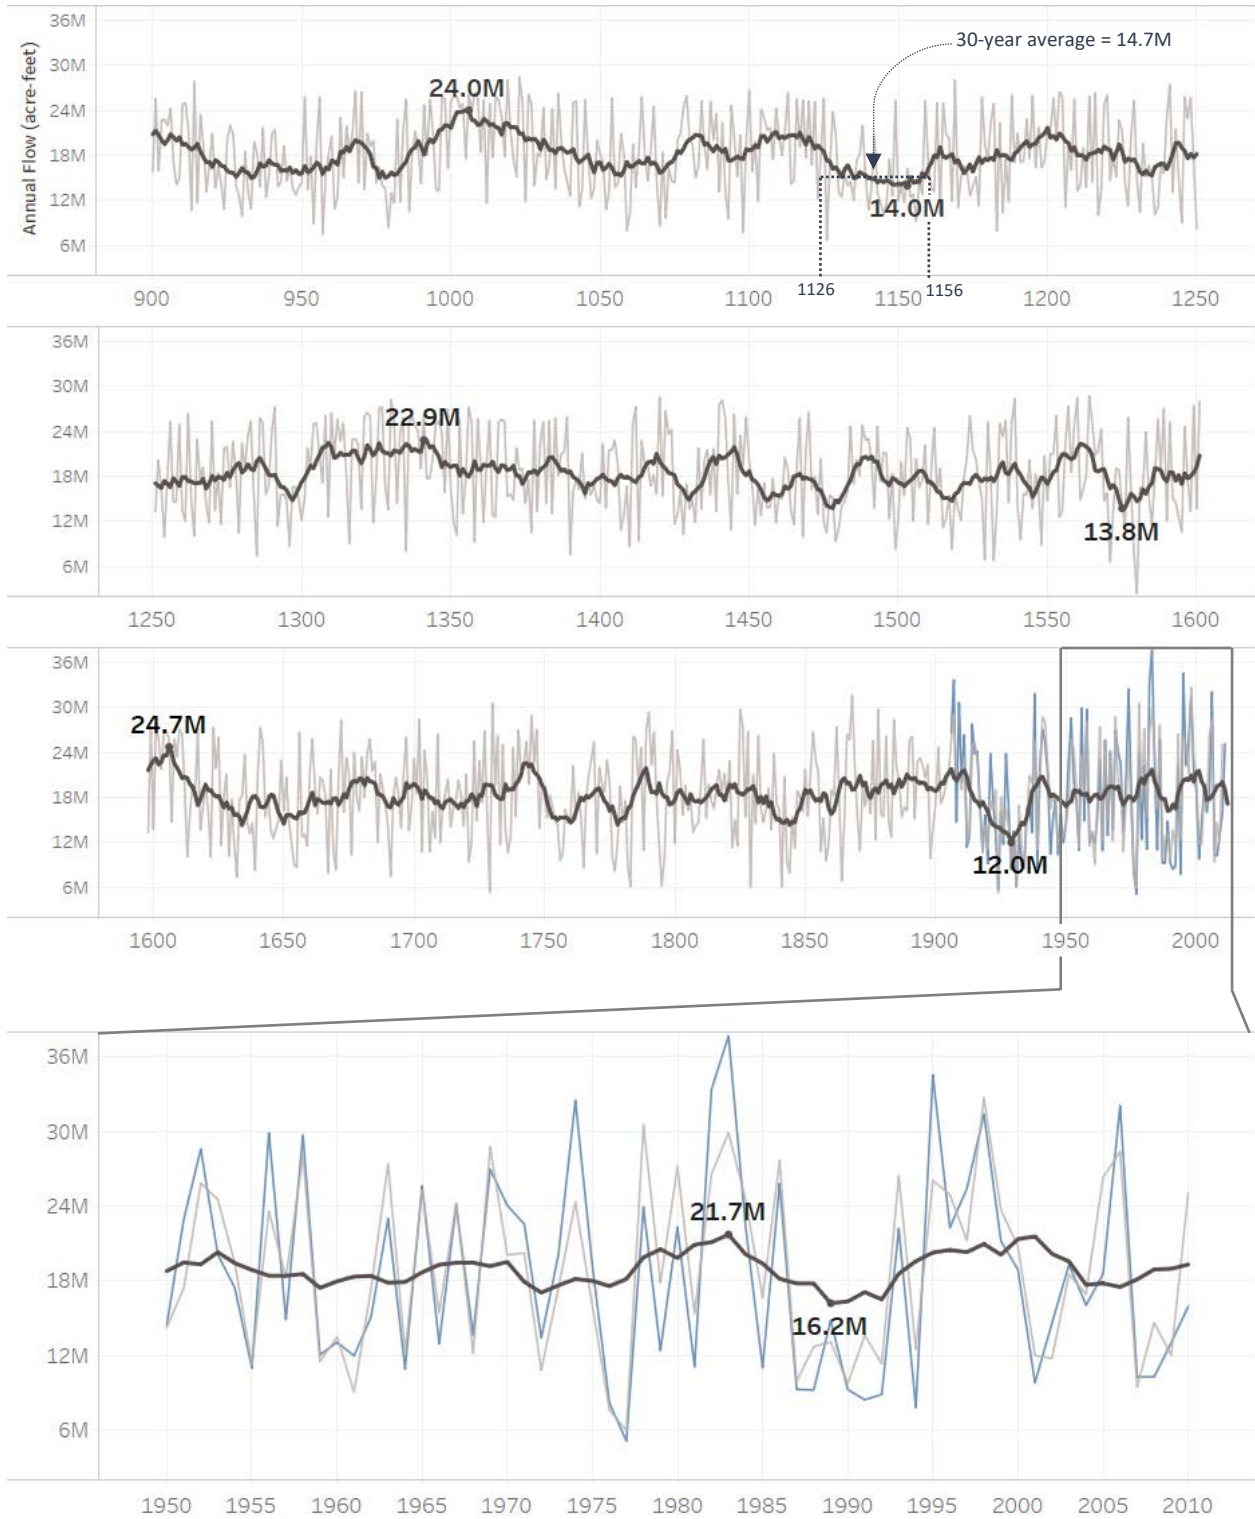 36M
30-year average = 14.7M
30M
24.0M
24M
18M
12M
14.0M
6M
Annual Flow (acre-feet)
1126
1156
900 950 1000 1050 1100 1150 1200 1250
36M
30M
22.9M
24M
18M
12M
13.8M
6M
1250 1300 1350 1400 1450 1500 1550 1600
36M
30M
24.7M
24M
18M
12M
12.0M
6M
1600 1650 1700 1750 1800 1850 1900 1950 2000
36M
30M
24M
21.7M
18M
16.2M
12M
6M
1950 1955 1960 1965 1970 1975 1980 1985 1990 1995 2000 2005 2010